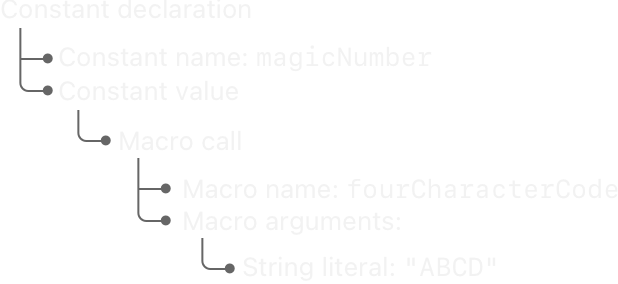 Constant declaration
Constant name: magicNumber
Constant value
Macro call
Macro name: fourCharacterCode
Macro arguments:
String literal: "ABCD"